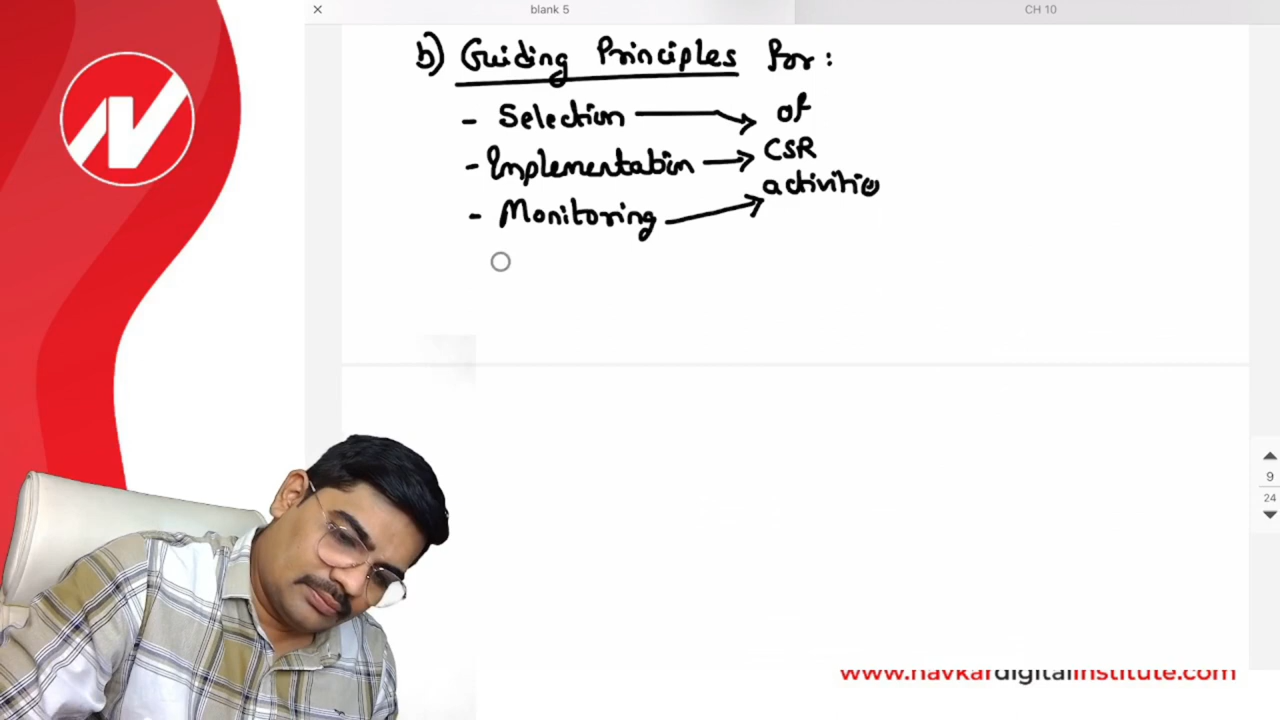 blank 5
CH 10
b) Guiding Principles for :
- Selection → of
- Implementation → CSR
- Monitoring → activities
9
24
www.navkardigitalinstitute.com